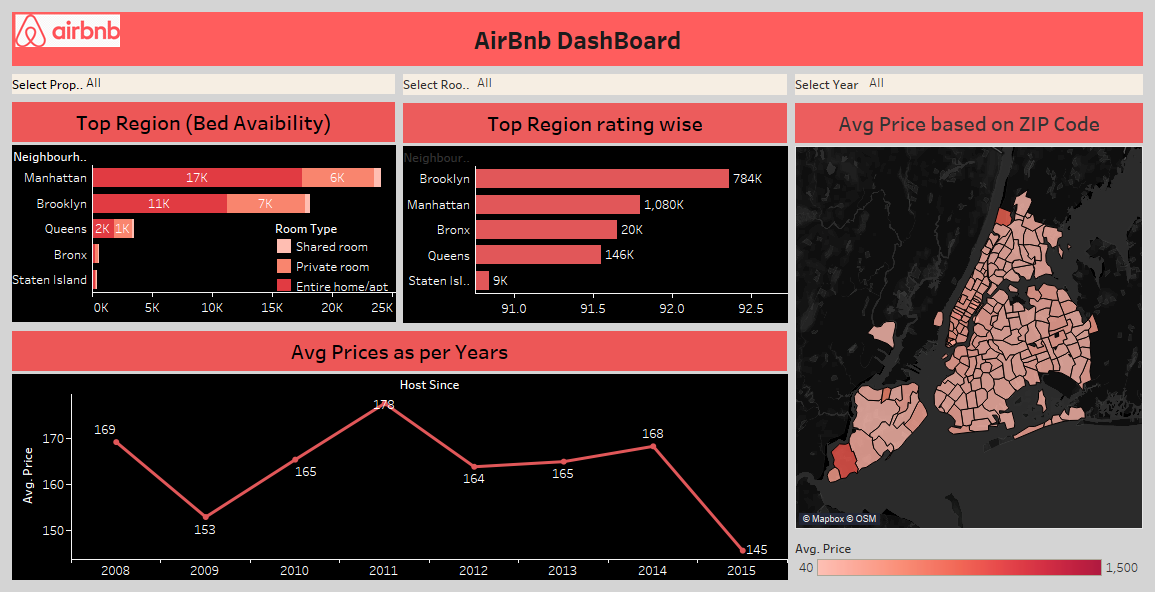 airbnb
AirBnb DashBoard
Select Prop.. All
Select Roo.. All
Select Year All
Top Region (Bed Avaibility)
Neighbourh..
Manhattan 17K 6K
Brooklyn 11K 7K
Queens 2K 1K
Bronx
Staten Island
Room Type
Shared room
Private room
Entire home/apt
0K 5K 10K 15K 20K 25K
Top Region rating wise
Neighbour..
Brooklyn 784K
Manhattan 1,080K
Bronx 20K
Queens 146K
Staten Isl.. 9K
91.0 91.5 92.0 92.5
Avg Price based on ZIP Code
© Mapbox © OSM
Avg. Price
40 1,500
Avg Prices as per Years
Host Since
Avg. Price
170
160
150
169 153 165 178 164 165 168 145
2008 2009 2010 2011 2012 2013 2014 2015